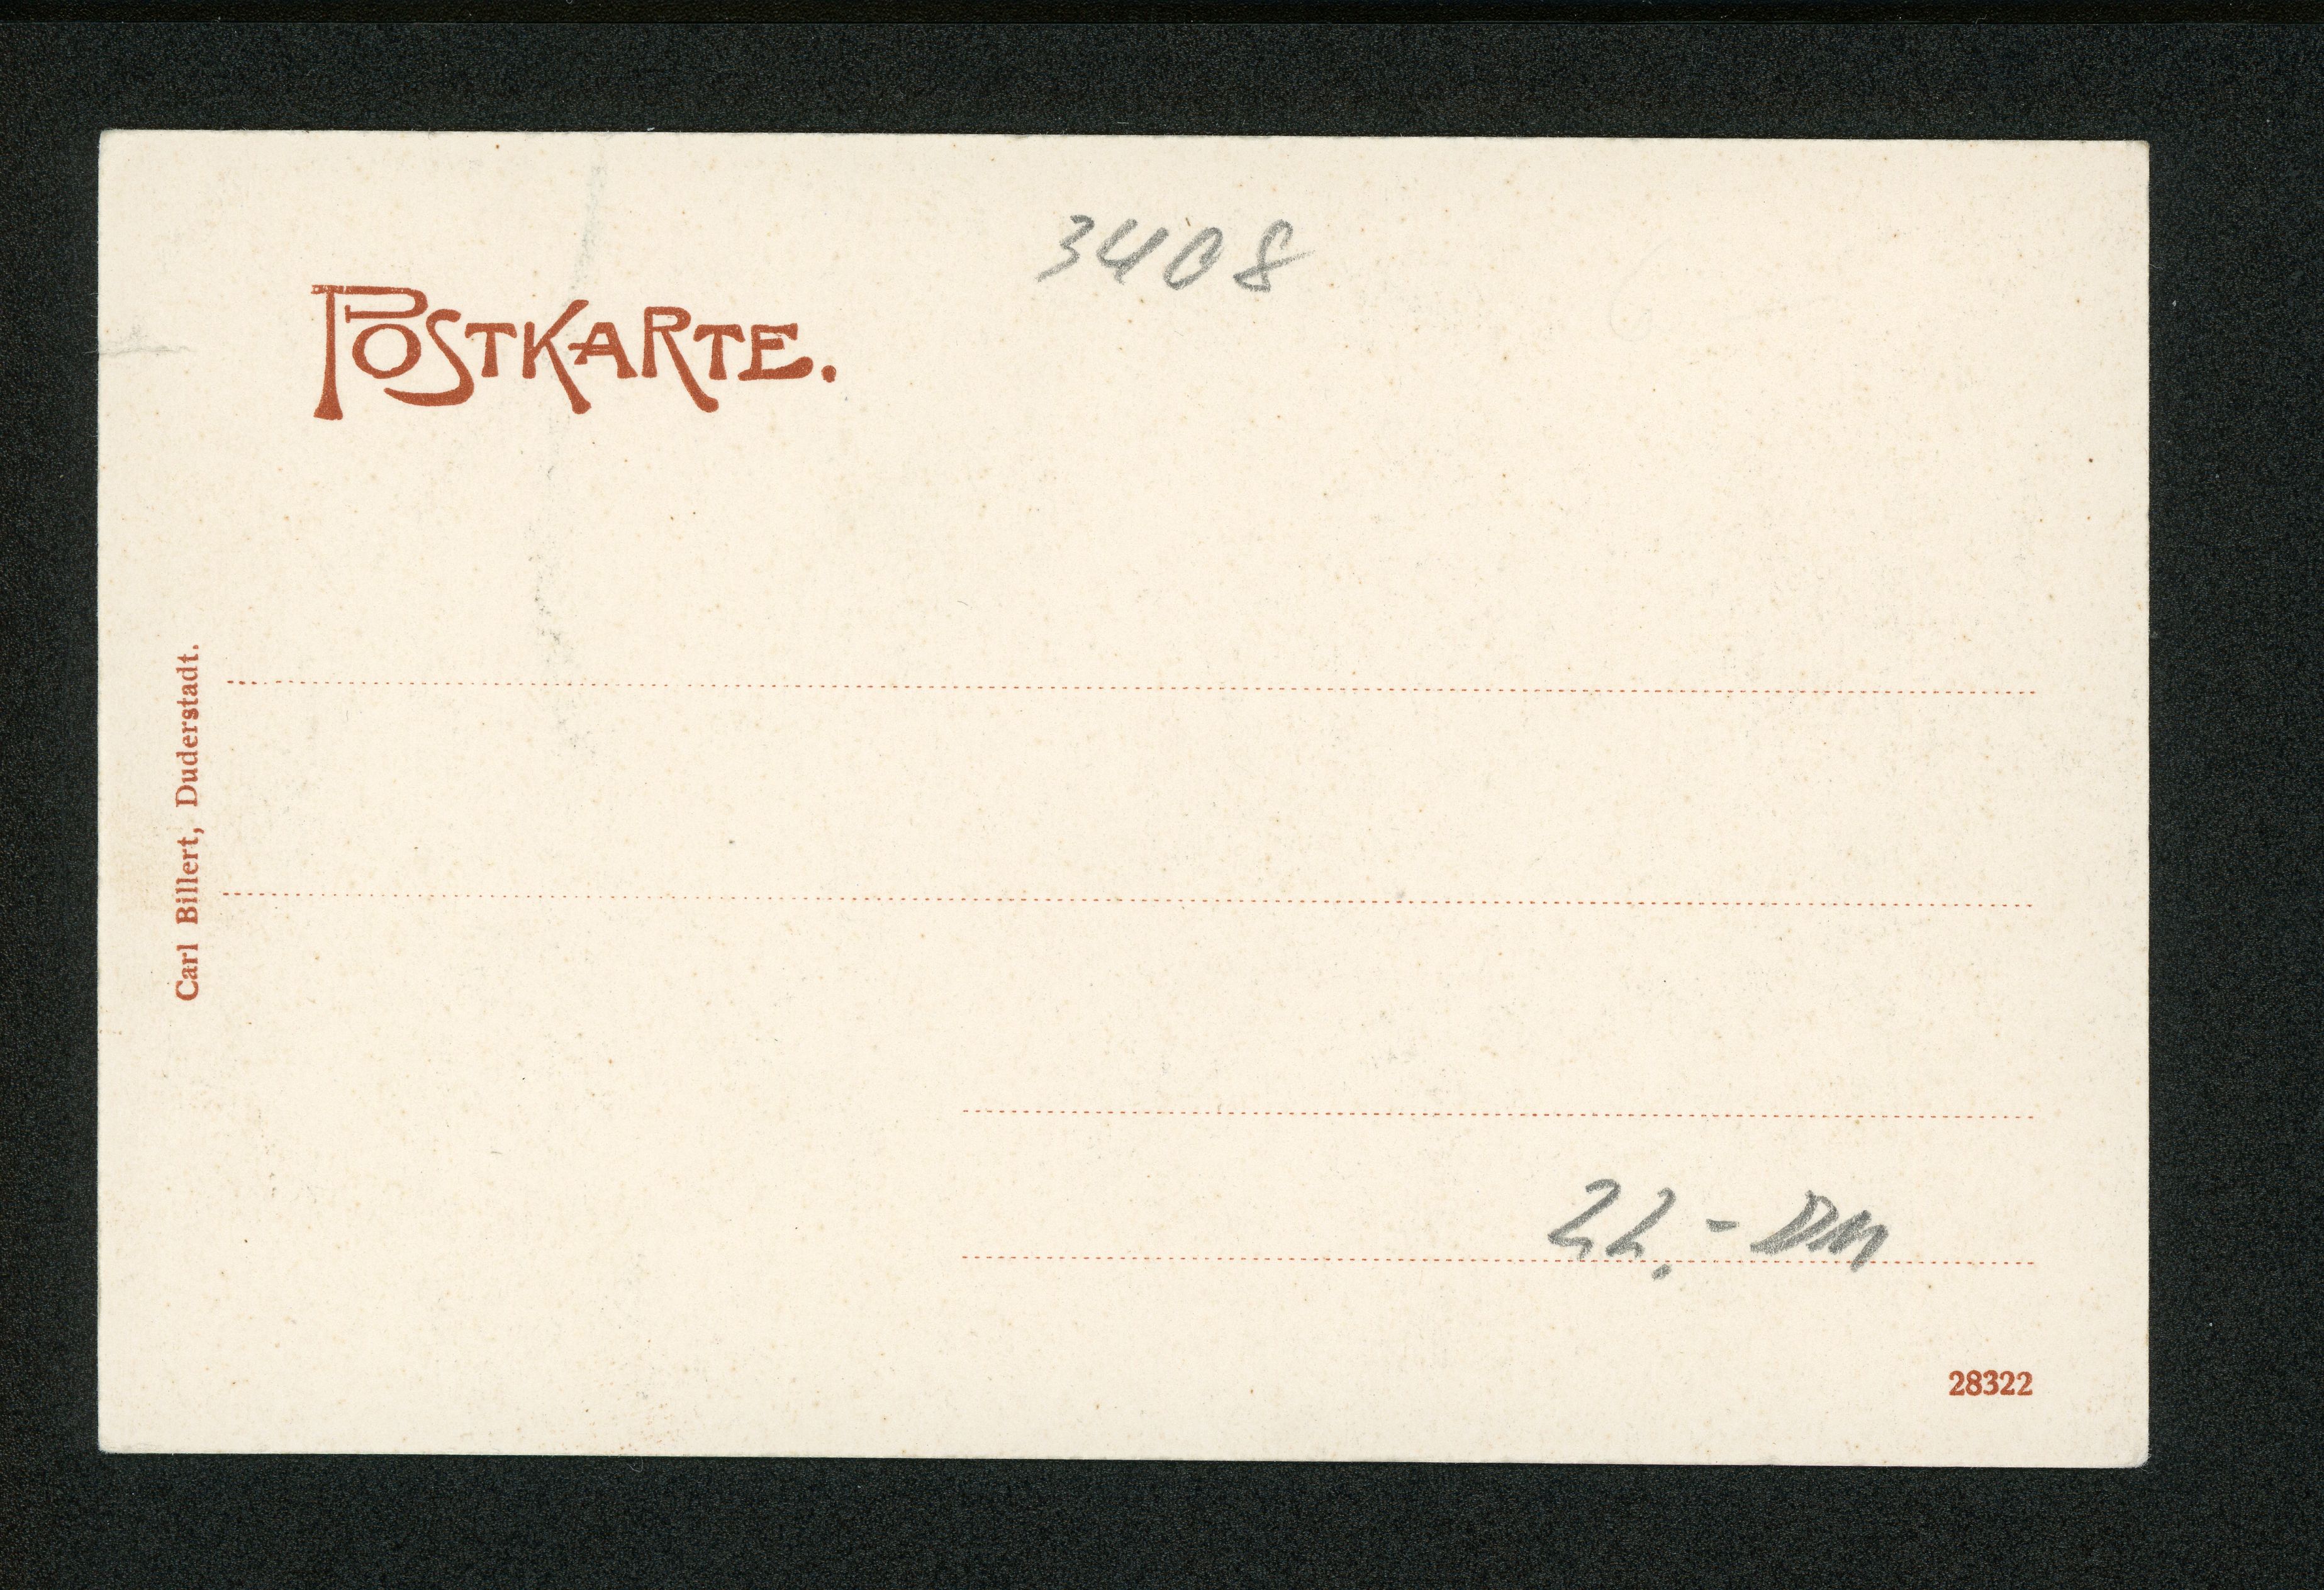 3408
POSTKARTE.
Carl Billert, Duderstadt.
22.- DM
28322